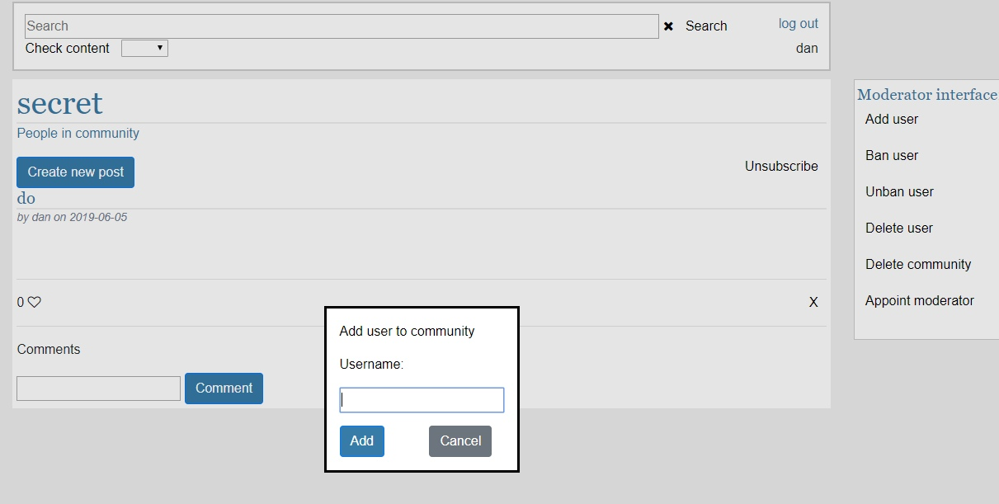 Search
Search
log out
Check content
dan
secret
People in community
Create new post
Unsubscribe
do
by dan on 2019-06-05
0
X
Comments
Comment
Moderator interface
Add user
Ban user
Unban user
Delete user
Delete community
Appoint moderator
Add user to community
Username:
Add
Cancel